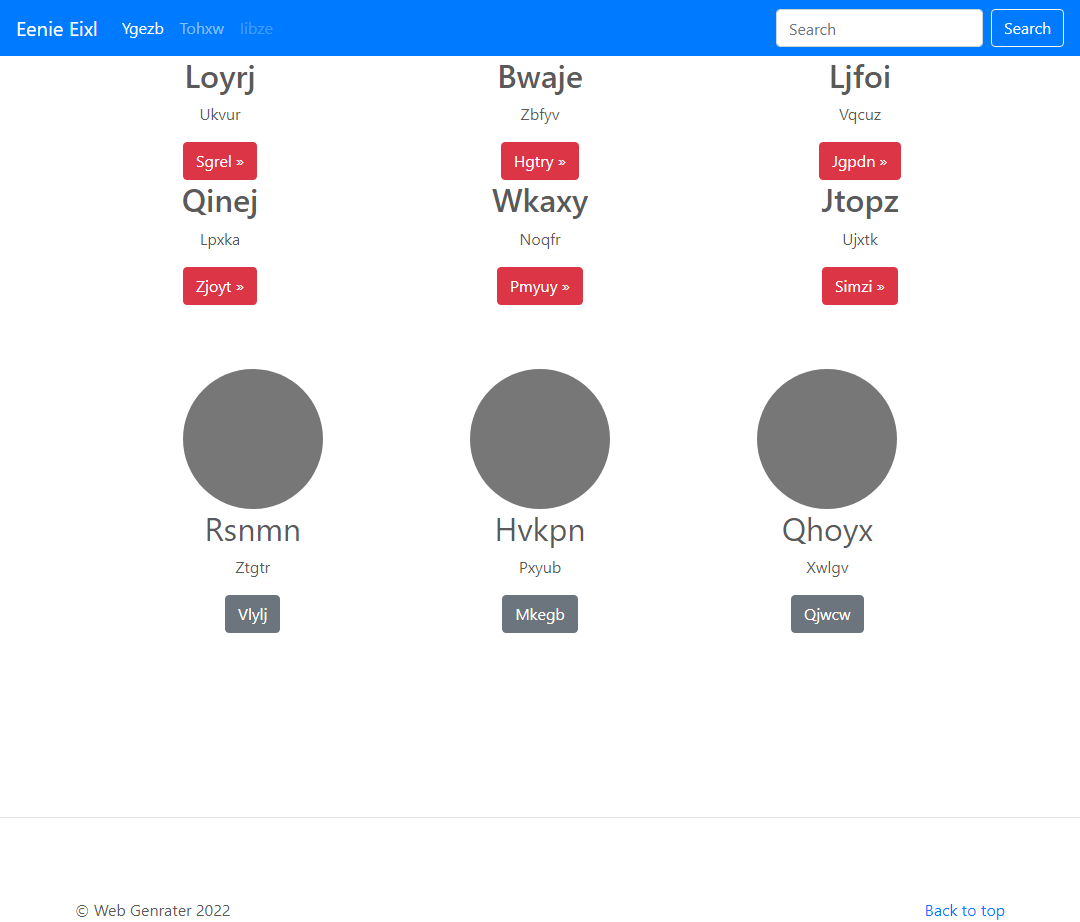 Eenie Eixl Ygezb Tohxw Iibze Search Search
Loyrj Bwaje Ljfoi
Ukvur Zbfyv Vqcuz
Sgrel » Hgtry » Jgpdn »
Qinej Wkaxy Jtopz
Lpxka Noqfr Ujxtk
Zjoyt » Pmyuy » Simzi »
Rsnmn Hvkpn Qhoyx
Ztgtr Pxyub Xwlgv
Vlylj Mkegb Qjwcw
© Web Genrater 2022 Back to top